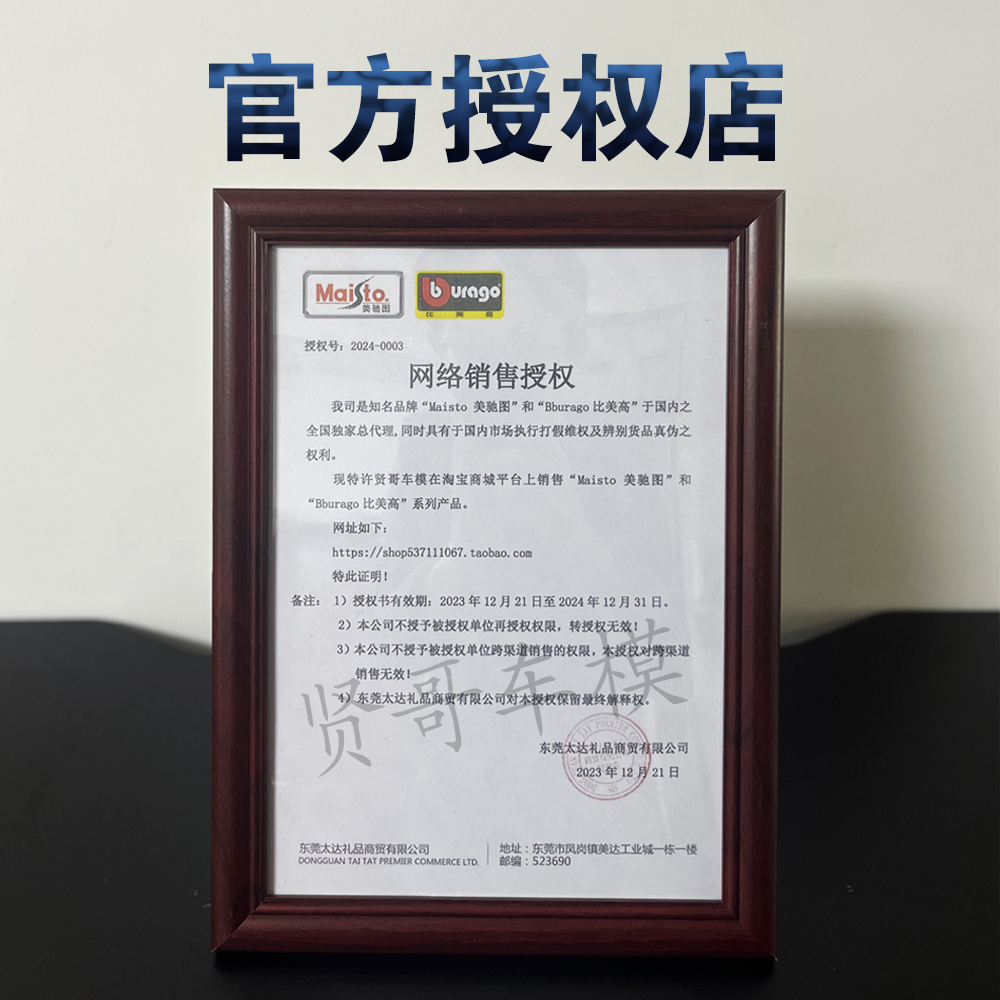 官方授权店
Maisto.
美驰图
burago
比美高
授权号：2024-0003
网络销售授权
我司是知名品牌“Maisto 美驰图”和“Bburago 比美高”于国内之
全国独家总代理,同时具有于国内市场执行打假维权及辨别货品真伪之
权利。
现特许贤哥车模在淘宝商城平台上销售“Maisto 美驰图”和
“Bburago 比美高”系列产品。
网址如下：
https://shop537111067.taobao.com
特此证明！
备注： 1）授权书有效期：2023 年 12 月 21 日至 2024 年 12 月 31 日。
2）本公司不授予被授权单位再授权权限，转授权无效！
3）本公司不授予被授权单位跨渠道销售的权限，本授权对跨渠道
销售无效！
4）东莞太达礼品商贸有限公司对本授权保留最终解释权。
贤哥车模
东莞太达礼品商贸有限公司
2023 年 12 月 21 日
东莞太达礼品商贸有限公司
DONGGUAN TAI TAT PREMIER COMMERCE LTD.
地址：东莞市凤岗镇美达工业城一栋一楼
邮编：523690